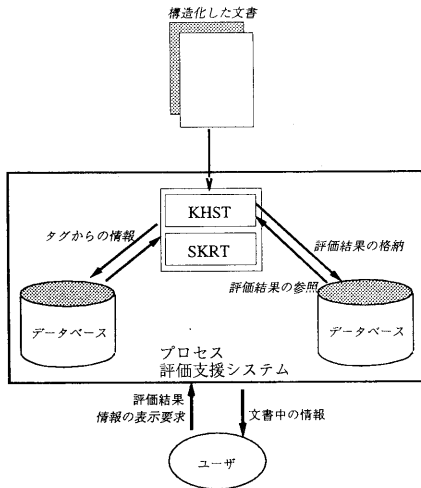 構造化した文書
KHST
タグからの情報
評価結果の格納
SKRT
評価結果の参照
データベース
データベース
プロセス
評価支援システム
評価結果
情報の表示要求
文書中の情報
ユーザ